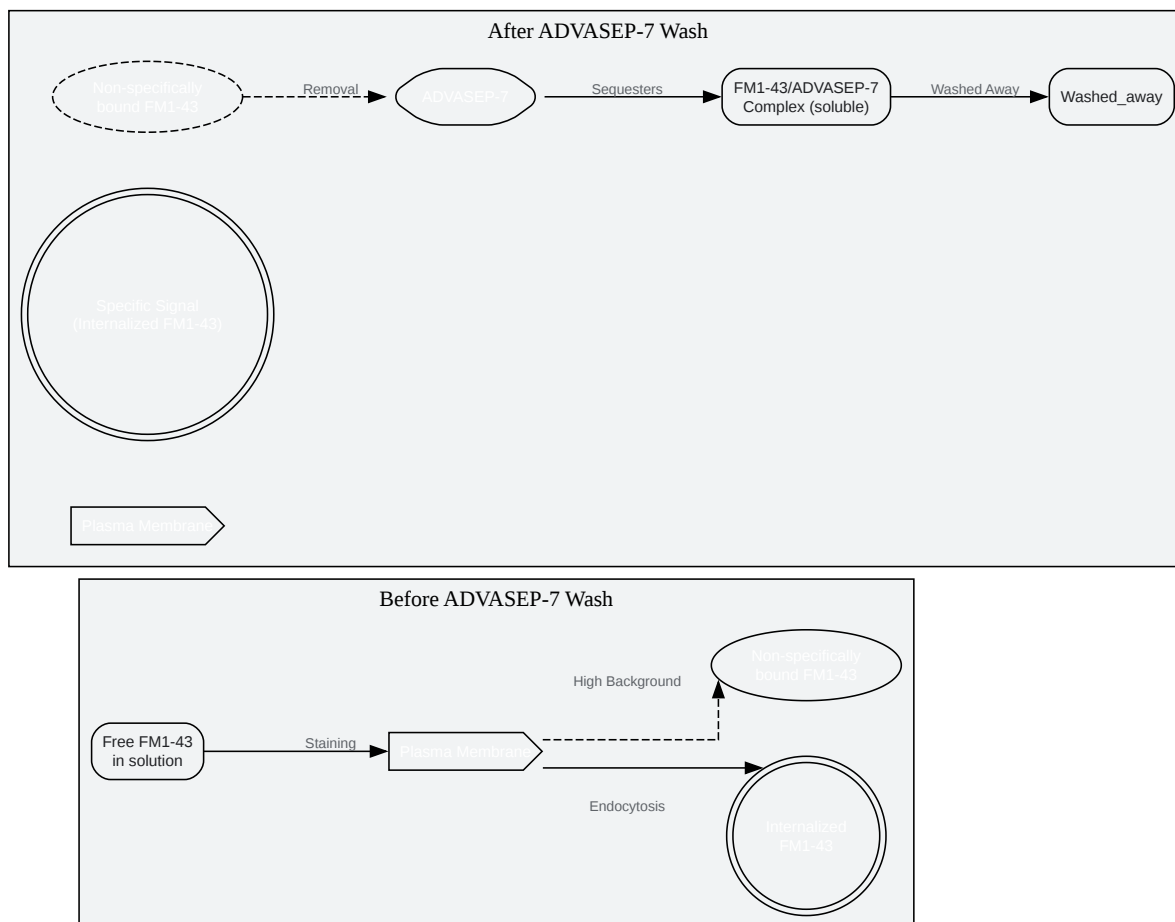 After ADVASEP-7 Wash
Non-specifically
bound FM1-43
Removal
ADVASEP-7
Sequesters
FM1-43/ADVASEP-7
Complex (soluble)
Washed Away
Washed_away
Specific Signal
(Internalized FM1-43)
Plasma Membrane
Before ADVASEP-7 Wash
Non-specifically
bound FM1-43
High Background
Free FM1-43
in solution
Staining
Plasma Membrane
Endocytosis
Internalized
FM1-43